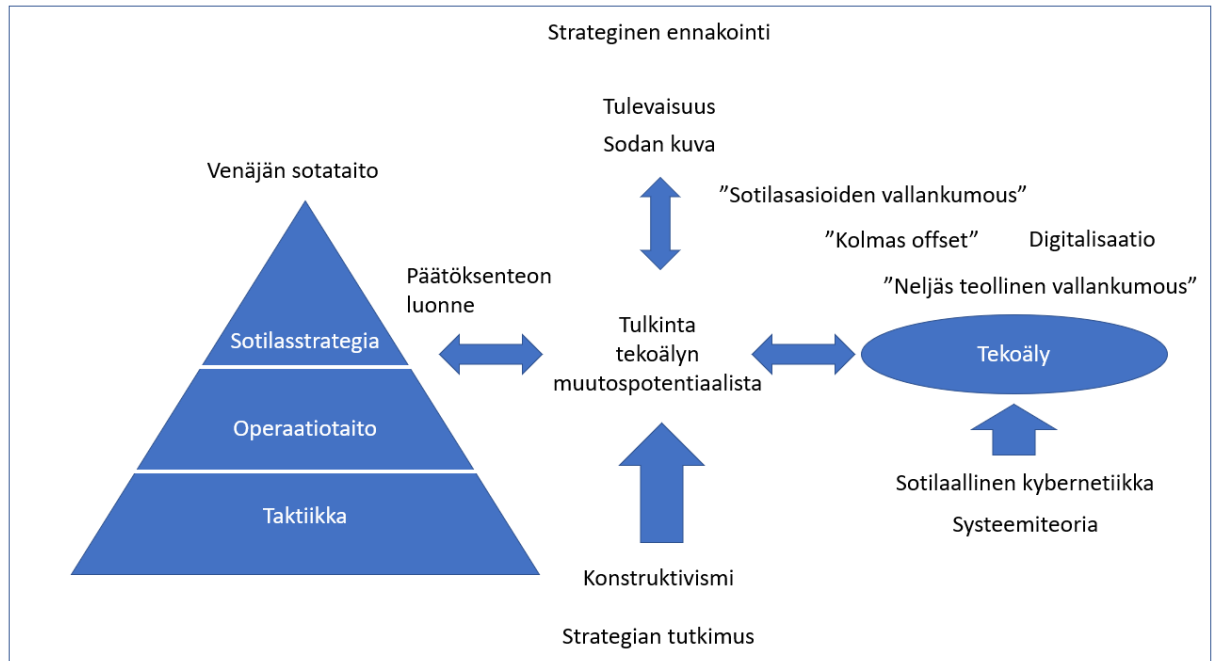 Strateginen ennakointi
Tulevaisuus
Sodan kuva
Venäjän sotataito
”Sotilasasioiden vallankumous”
”Kolmas offset”
Digitalisaatio
”Neljäs teollinen vallankumous”
Päätöksenteon
luonne
Sotilasstrategia
Operaatiotaito
Taktiikka
Tulkinta
tekoälyn
muutospotentiaalista
Tekoäly
Sotilaallinen kybernetiikka
Systeemiteoria
Konstruktivismi
Strategian tutkimus